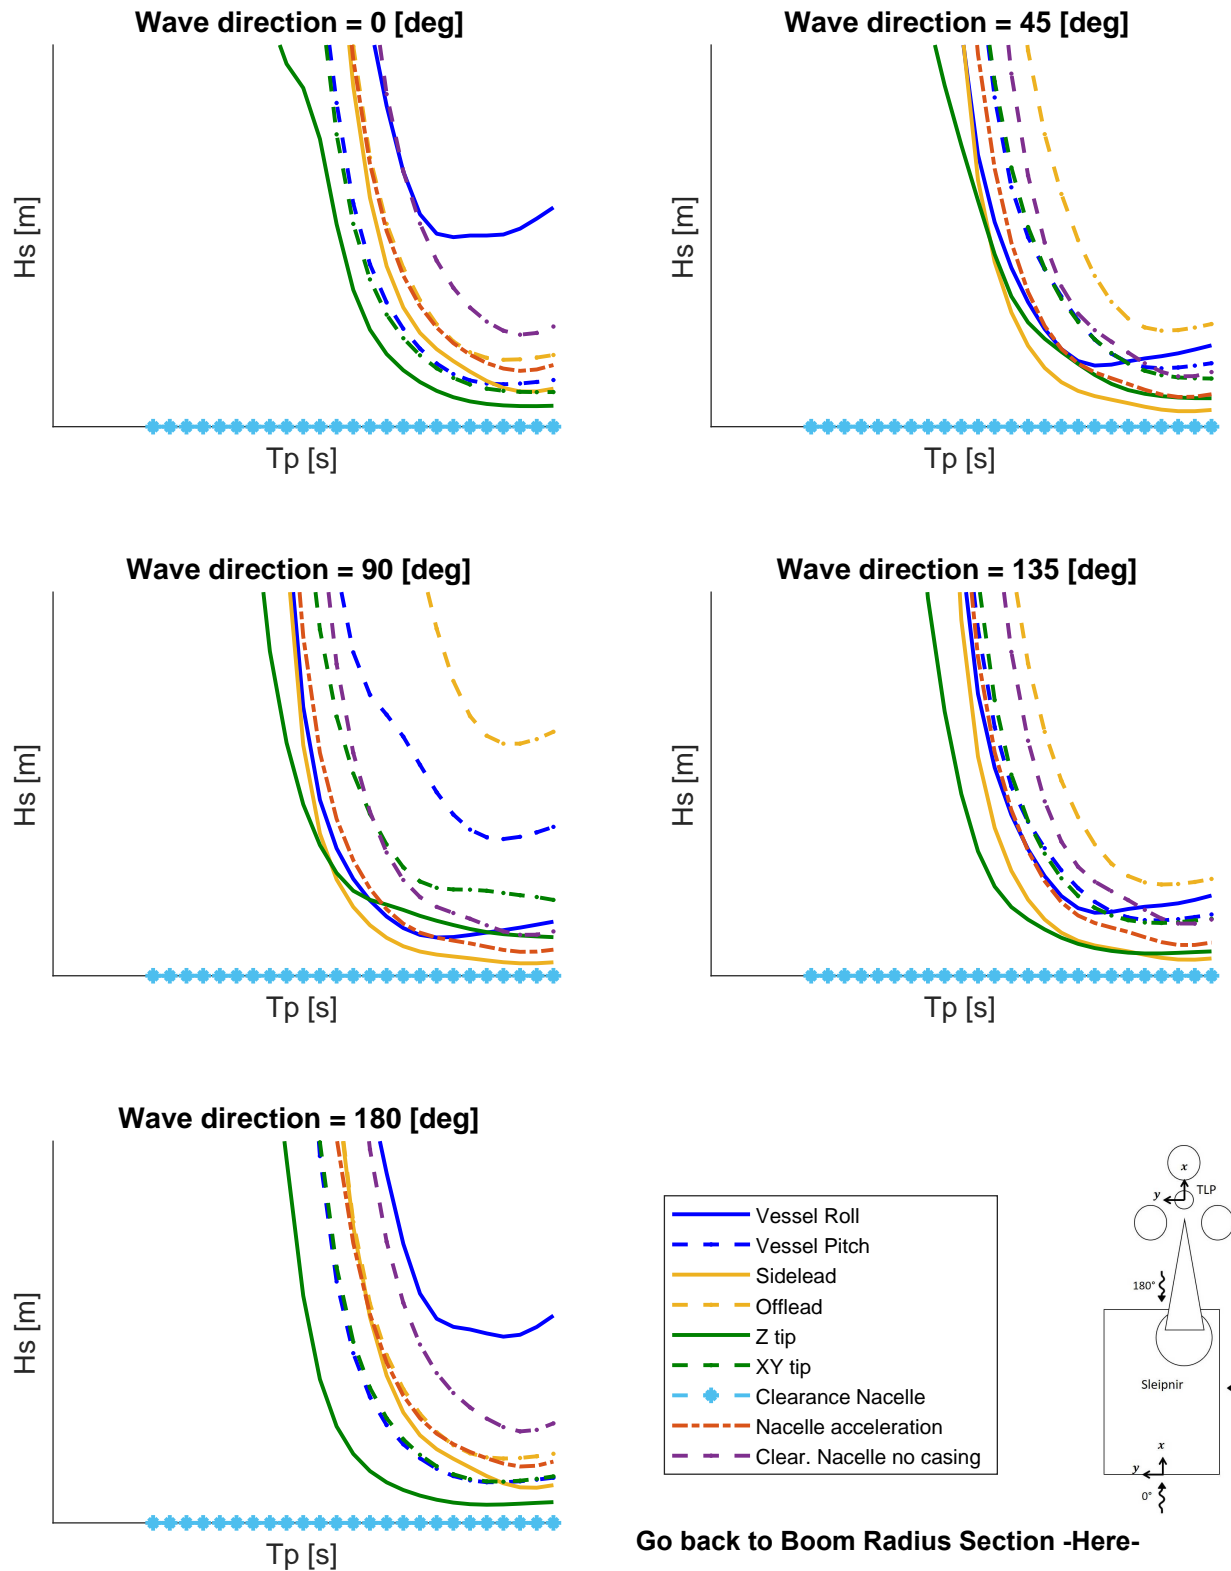 Wave direction = 0 [deg]
Hs [m]
Tp [s]
Wave direction = 45 [deg]
Hs [m]
Tp [s]
Wave direction = 90 [deg]
Hs [m]
Tp [s]
Wave direction = 135 [deg]
Hs [m]
Tp [s]
Wave direction = 180 [deg]
Hs [m]
Tp [s]
Vessel Roll
Vessel Pitch
Sidelead
Offlead
Z tip
XY tip
Clearance Nacelle
Nacelle acceleration
Clear. Nacelle no casing
x
y
TLP
180°
Sleipnir
x
y
0°
Go back to Boom Radius Section -Here-